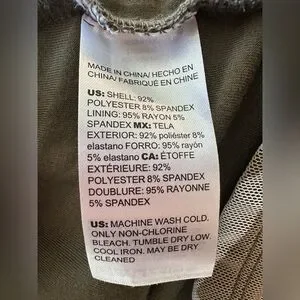 MADE IN CHINA/ HECHO EN
CHINA/ FABRIQUÉ EN CHINE
US: SHELL: 92%
POLYESTER 8% SPANDEX
LINING: 95% RAYON 5%
SPANDEX MX: TELA
EXTERIOR: 92% poliéster 8%
elastano FORRO: 95% rayón
5% elastano CA: ÉTOFFE
EXTÉRIEURE: 92%
POLYESTER 8% SPANDEX
DOUBLURE: 95% RAYONNE
5% SPANDEX
US: MACHINE WASH COLD.
ONLY NON-CHLORINE
BLEACH. TUMBLE DRY LOW.
COOL IRON. MAY BE DRY
CLEANED